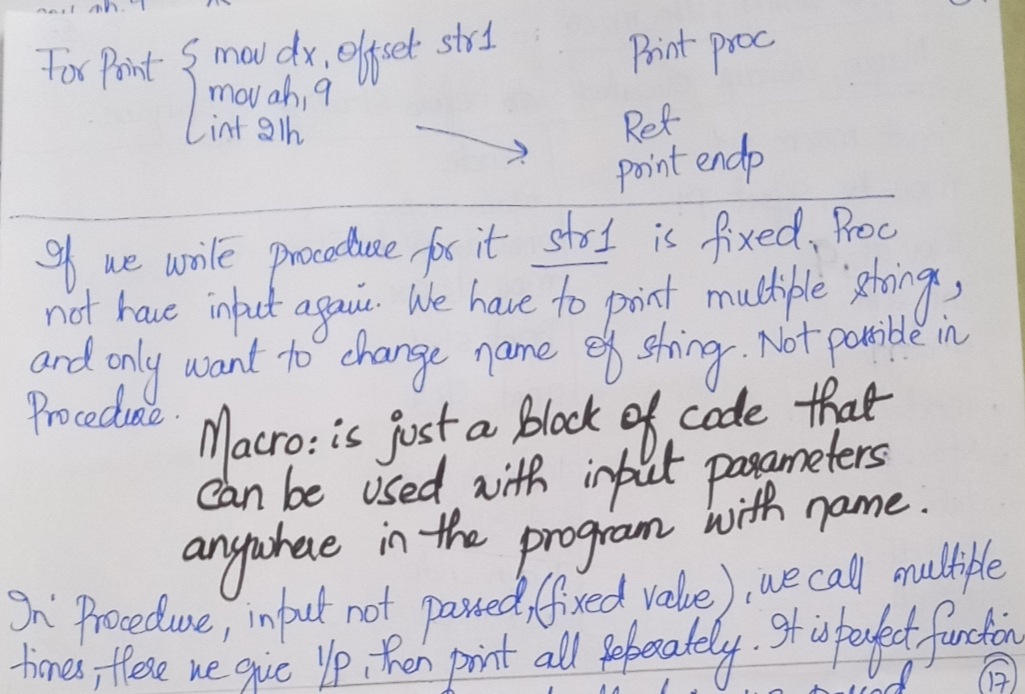 For Print { mov dx, offset str1
mov ah, 9
int 21h
Print proc
Ret
print endp
If we write procedure for it str1 is fixed. Proc
not have input again. We have to print multiple strings,
and only want to change name of string. Not possible in
Procedure.
Macro: is just a block of code that
can be used with input parameters
anywhere in the program with name.
In Procedure, input not passed, (fixed value), we call multiple
times, Here we give I/P, then print all seperately. It is perfect function
17